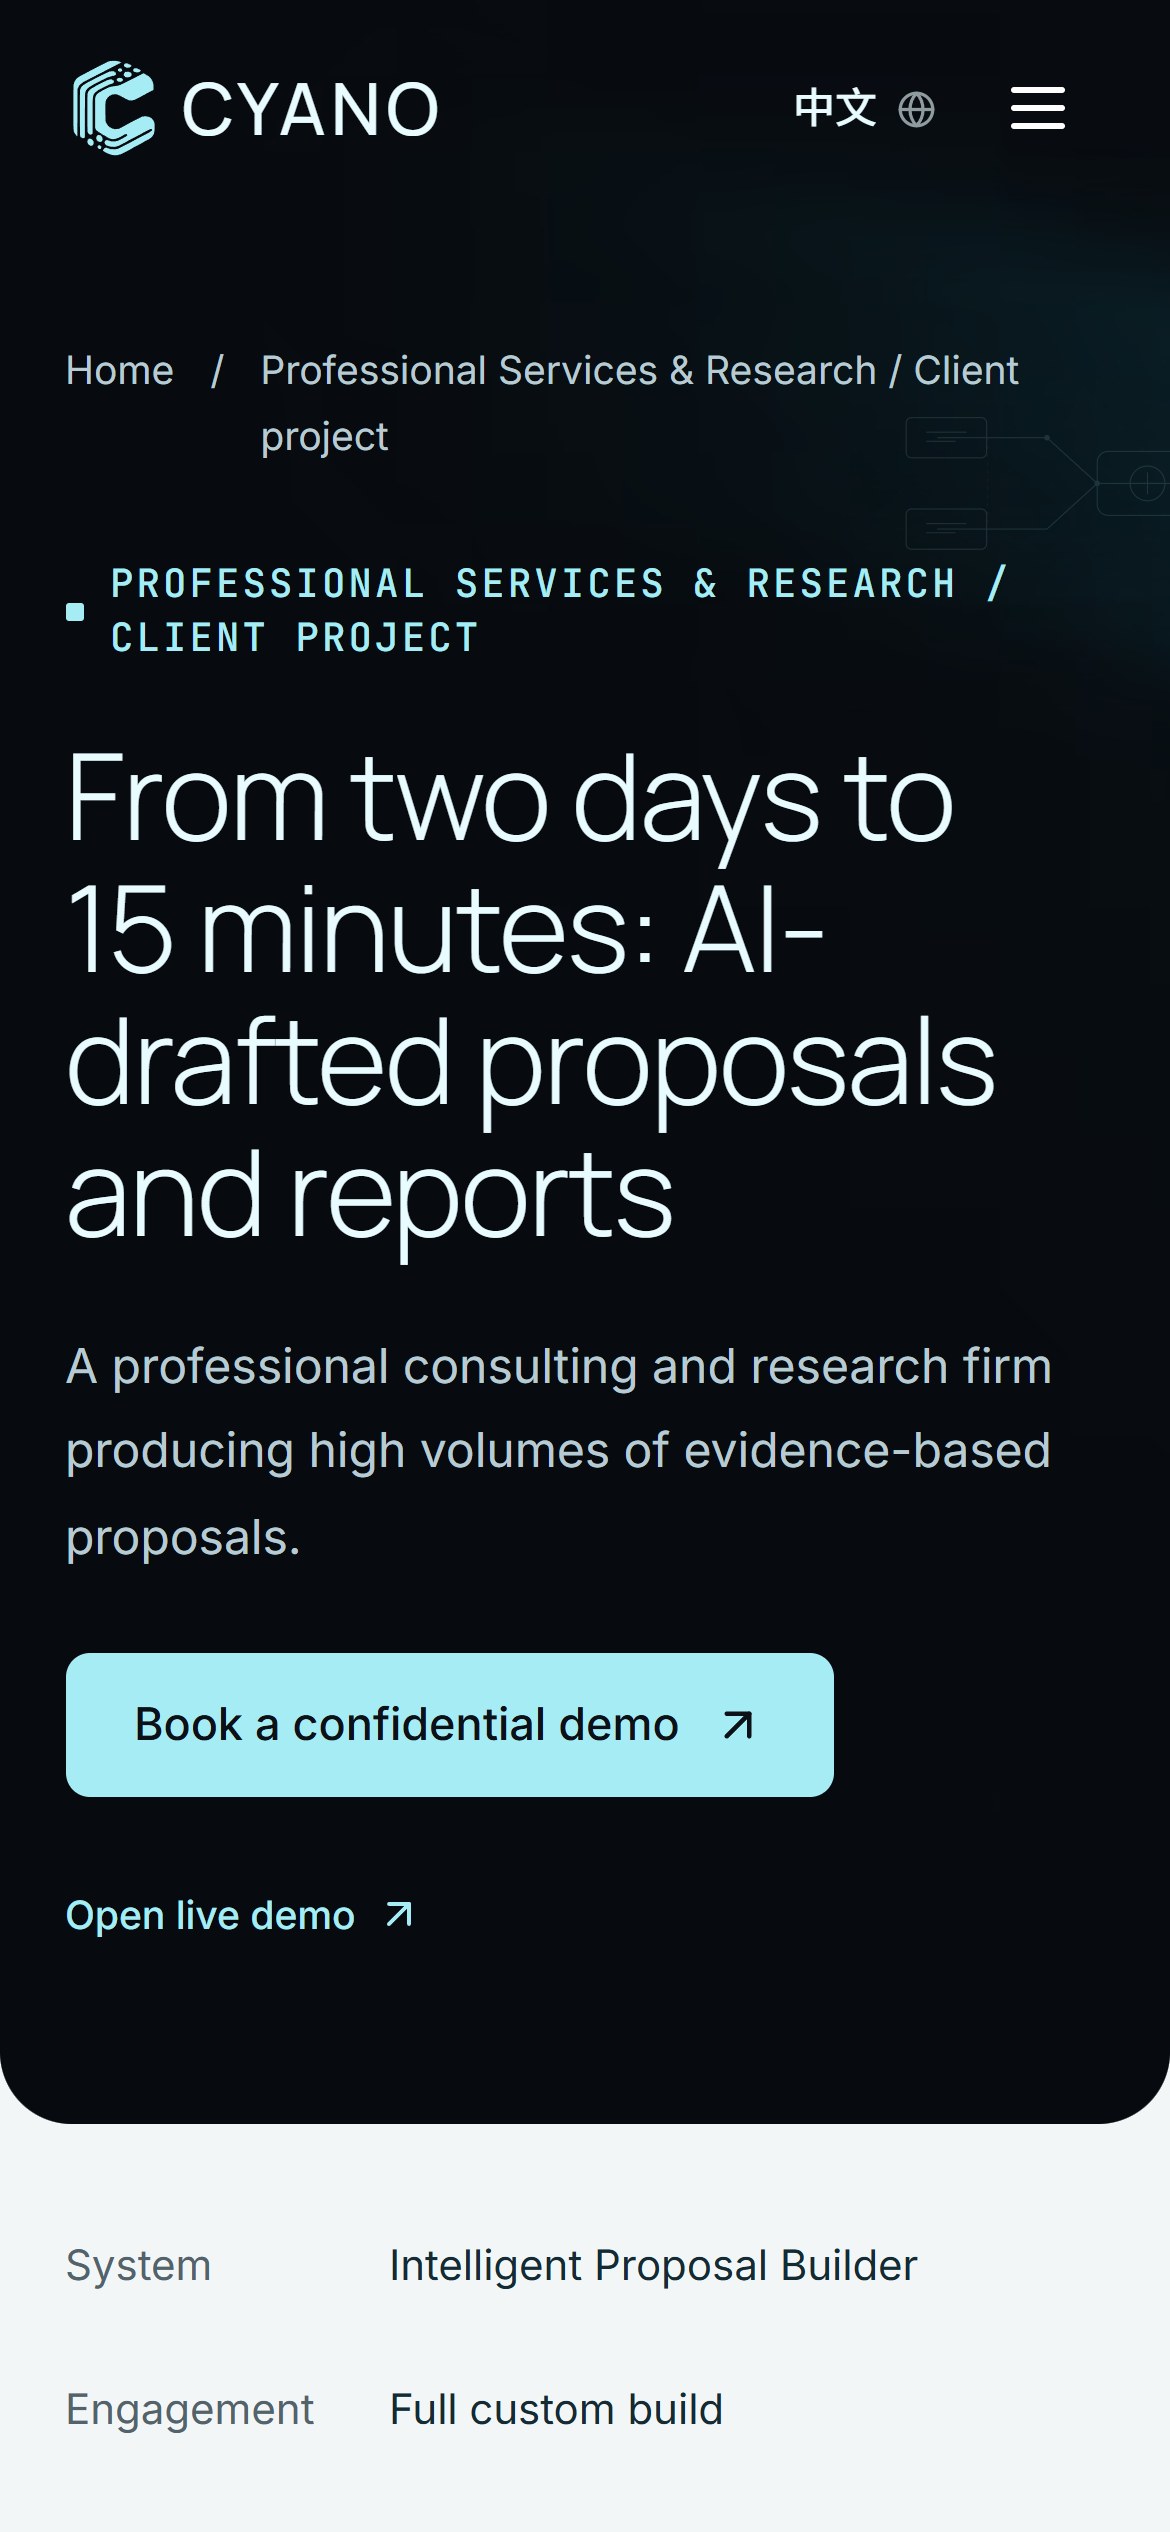 CYANO
中文
Home / Professional Services & Research / Client
project
PROFESSIONAL SERVICES & RESEARCH /
CLIENT PROJECT
From two days to
15 minutes: AI-
drafted proposals
and reports
A professional consulting and research firm
producing high volumes of evidence-based
proposals.
Book a confidential demo
Open live demo
System Intelligent Proposal Builder
Engagement Full custom build